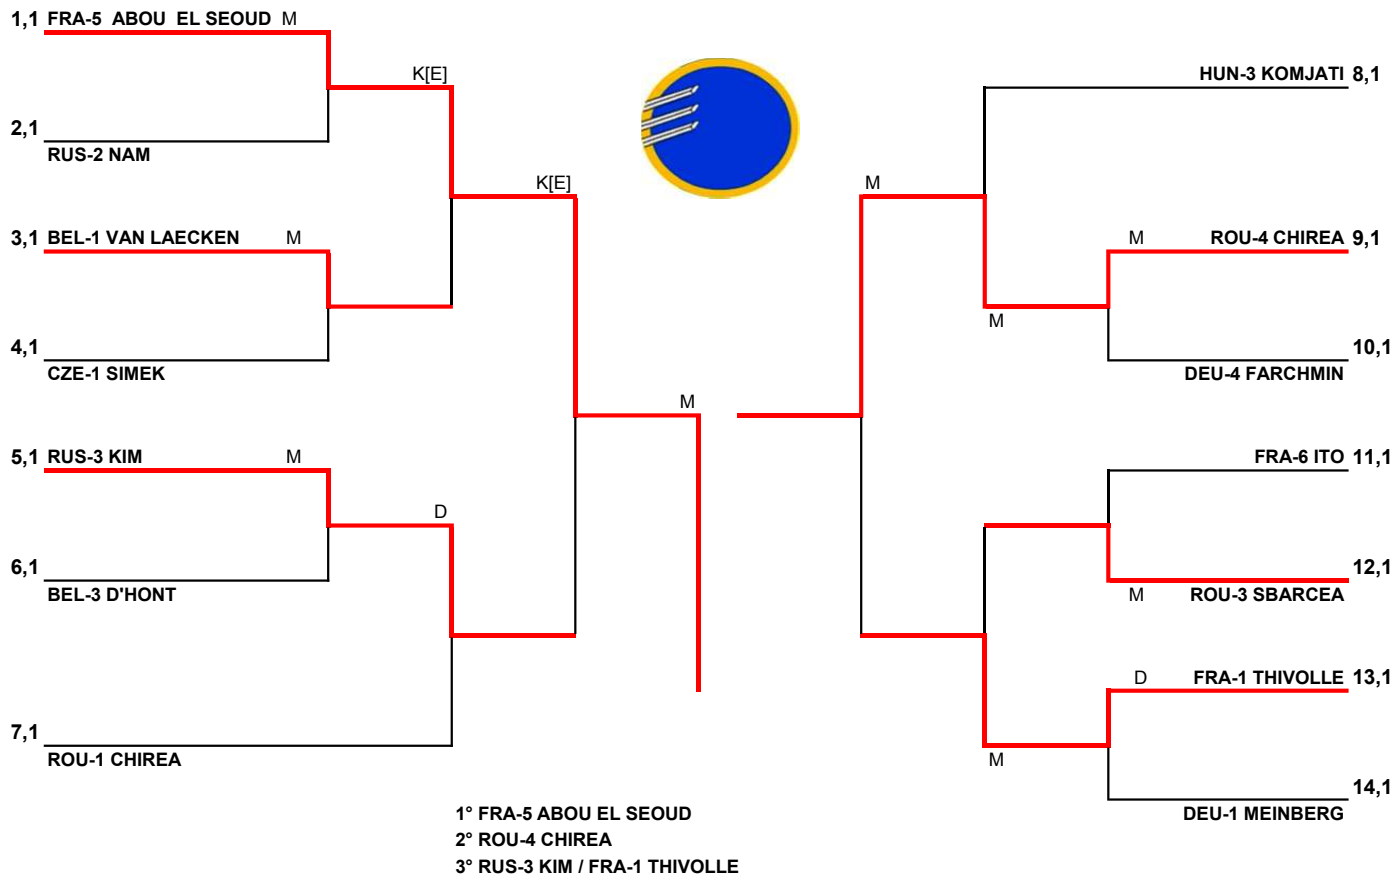 1,1 FRA-5 ABOU EL SEOUD M
K[E]
2,1
RUS-2 NAM
K[E]
3,1 BEL-1 VAN LAECKEN M
4,1
CZE-1 SIMEK
M
5,1 RUS-3 KIM M
D
6,1
BEL-3 D'HONT
7,1
ROU-1 CHIREA
HUN-3 KOMJATI 8,1
M
M ROU-4 CHIREA 9,1
M
10,1
DEU-4 FARCHMIN
FRA-6 ITO 11,1
12,1
M ROU-3 SBARCEA
D FRA-1 THIVOLLE 13,1
M
14,1
DEU-1 MEINBERG
1° FRA-5 ABOU EL SEOUD
2° ROU-4 CHIREA
3° RUS-3 KIM / FRA-1 THIVOLLE